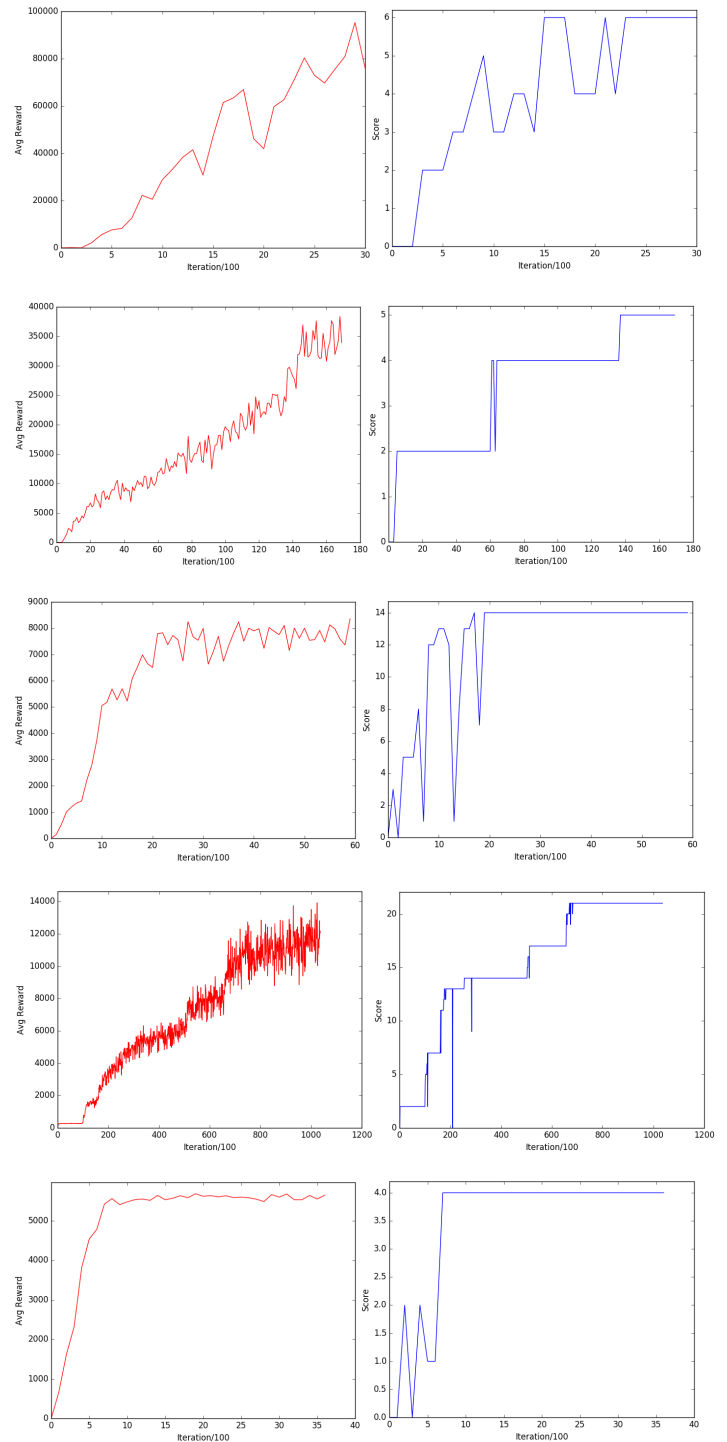 100000
80000
60000
40000
20000
0
Avg Reward
0 5 10 15 20 25 30
Iteration/100
6
5
4
3
2
1
0
Score
0 5 10 15 20 25 30
Iteration/100
40000
35000
30000
25000
20000
15000
10000
5000
0
Avg Reward
0 20 40 60 80 100 120 140 160 180
Iteration/100
5
4
3
2
1
0
Score
0 20 40 60 80 100 120 140 160 180
Iteration/100
9000
8000
7000
6000
5000
4000
3000
2000
1000
0
Avg Reward
0 10 20 30 40 50 60
Iteration/100
14
12
10
8
6
4
2
0
Score
0 10 20 30 40 50 60
Iteration/100
14000
12000
10000
8000
6000
4000
2000
0
Avg Reward
0 200 400 600 800 1000 1200
Iteration/100
20
15
10
5
0
Score
0 200 400 600 800 1000 1200
Iteration/100
5000
4000
3000
2000
1000
0
Avg Reward
0 5 10 15 20 25 30 35 40
Iteration/100
4.0
3.5
3.0
2.5
2.0
1.5
1.0
0.5
0.0
Score
0 5 10 15 20 25 30 35 40
Iteration/100